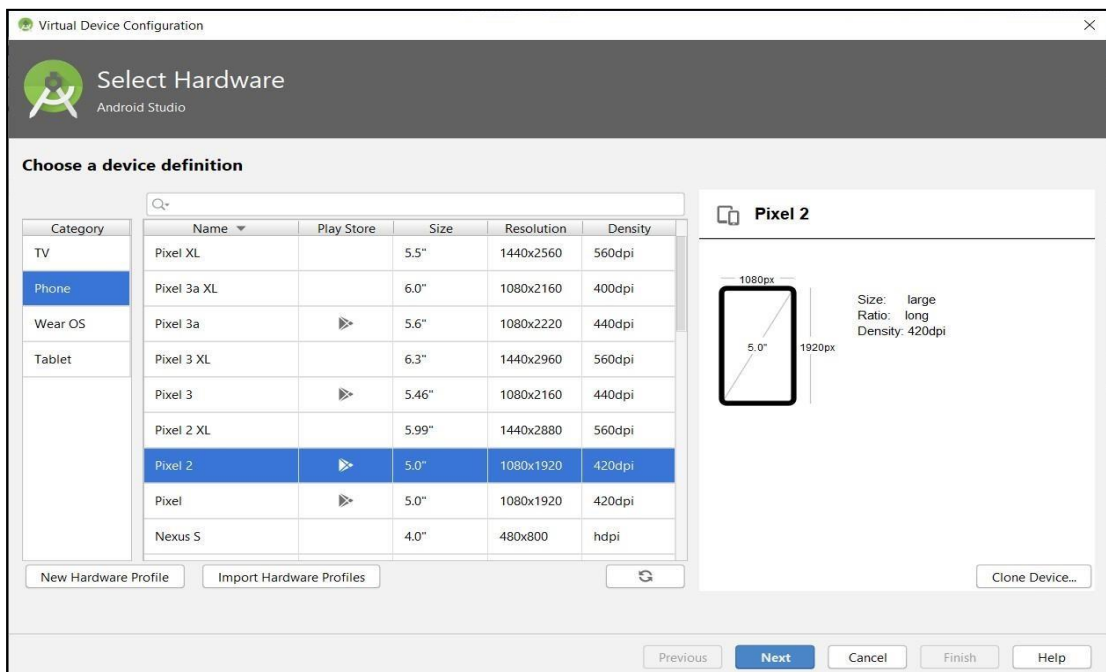 Virtual Device Configuration
Select Hardware
Android Studio
Choose a device definition
Category
TV
Phone
Wear OS
Tablet
Name Play Store Size Resolution Density
Pixel XL 5.5" 1440x2560 560dpi
Pixel 3a XL 6.0" 1080x2160 400dpi
Pixel 3a 5.6" 1080x2220 440dpi
Pixel 3 XL 6.3" 1440x2960 560dpi
Pixel 3 5.46" 1080x2160 440dpi
Pixel 2 XL 5.99" 1440x2880 560dpi
Pixel 2 5.0" 1080x1920 420dpi
Pixel 5.0" 1080x1920 420dpi
Nexus S 4.0" 480x800 hdpi
New Hardware Profile Import Hardware Profiles
Pixel 2
1080px
5.0"
1920px
Size: large
Ratio: long
Density: 420dpi
Clone Device...
Previous Next Cancel Finish Help